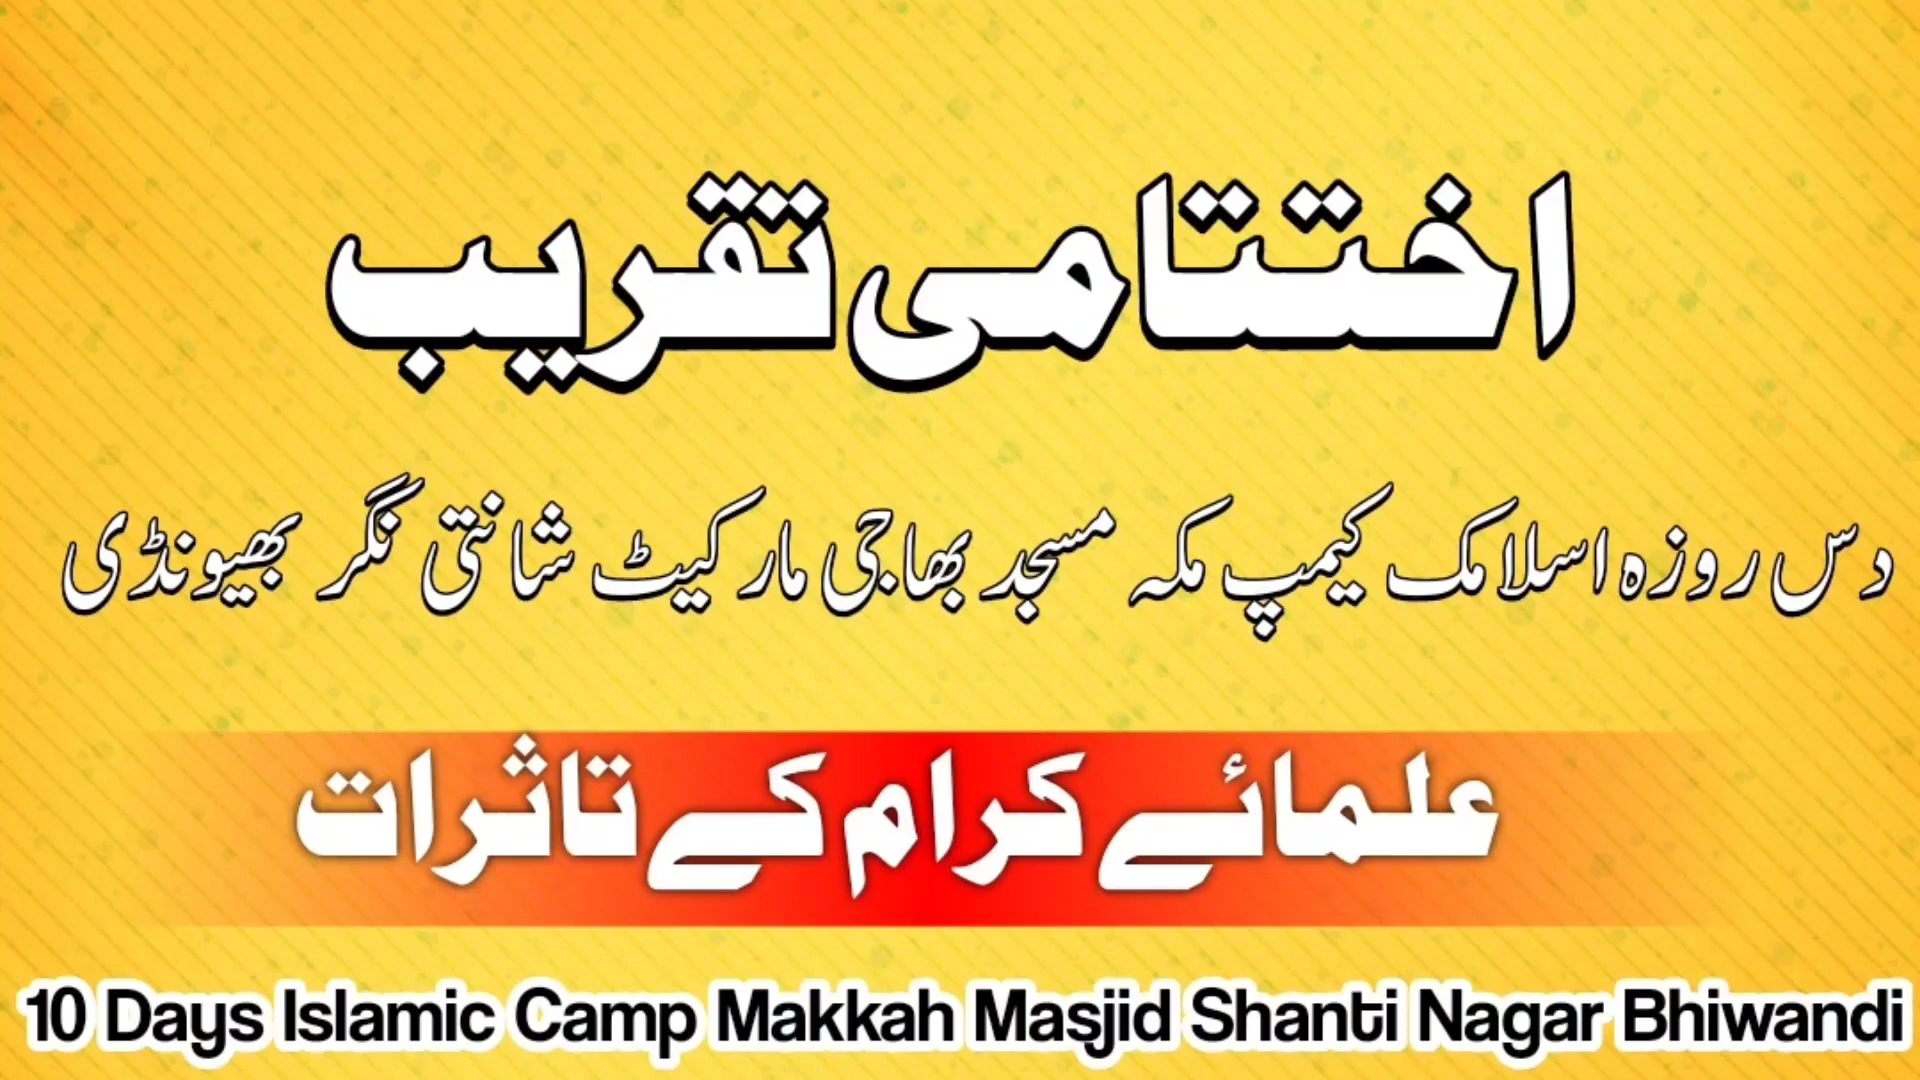 اختتامی تقریب
دس روزہ اسلامک کیمپ مکہ مسجد بھاجی مارکیٹ شانتی نگر بھیونڈی
علمائے کرام کے تاثرات
10 Days Islamic Camp Makkah Masjid Shanti Nagar Bhiwandi